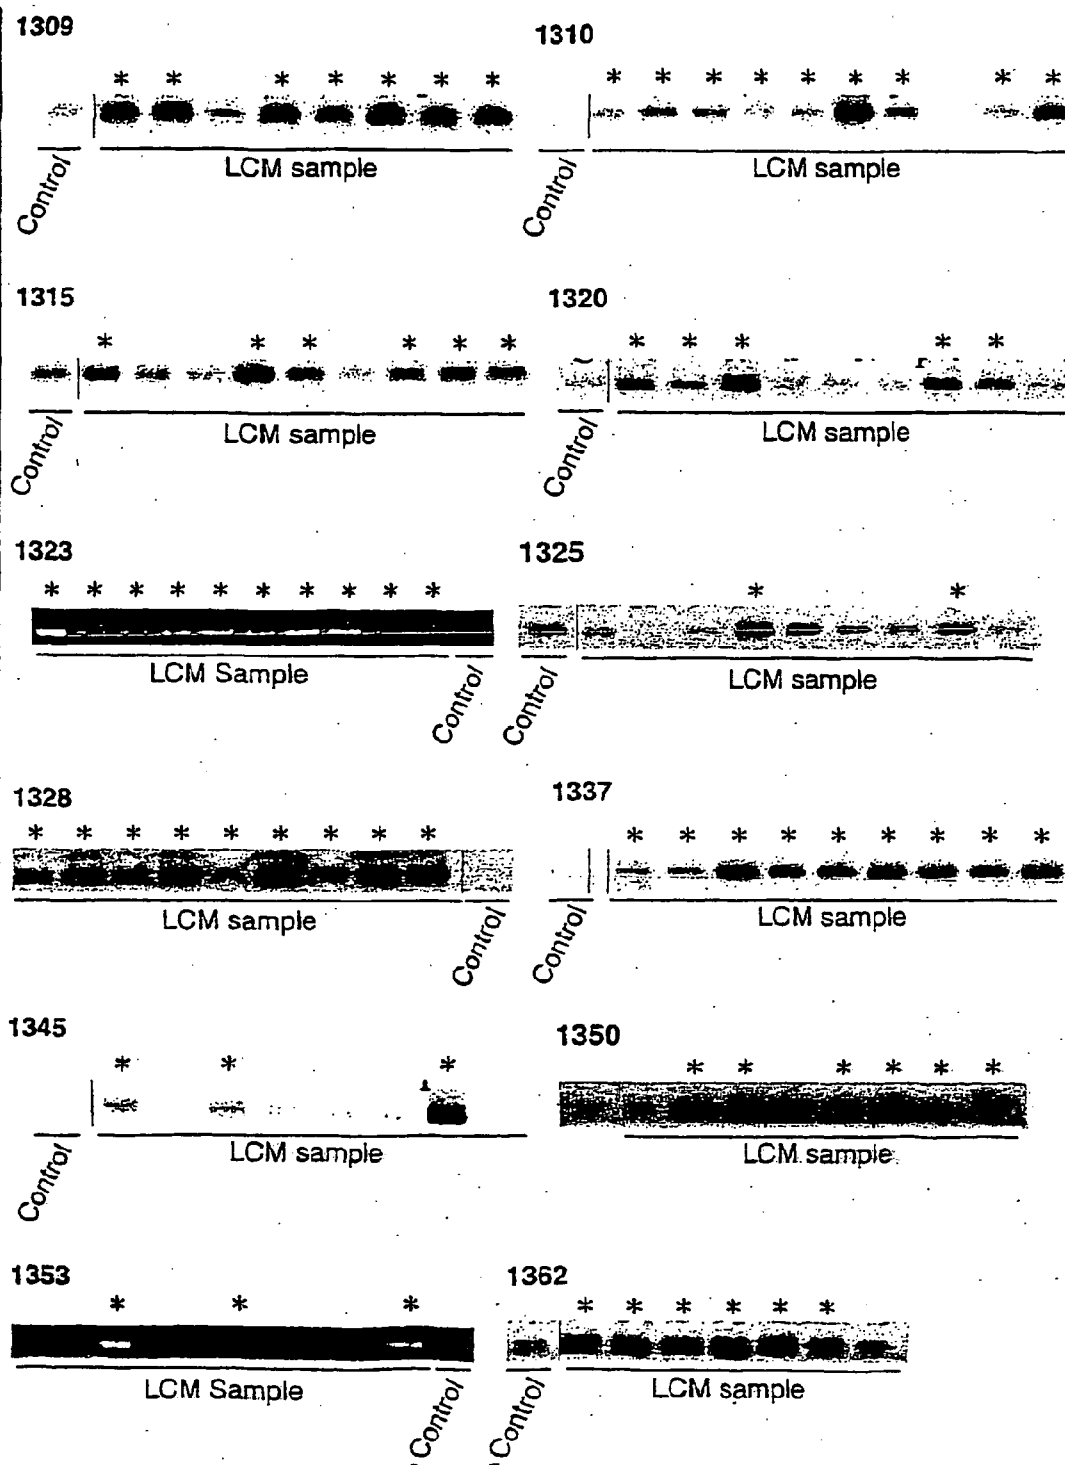 1309
* * * * * * * *
Control
LCM sample
1310
* * * * * * * * *
Control
LCM sample
1315
* * * * * *
Control
LCM sample
1320
* * * * *
Control
LCM sample
1323
* * * * * * * * * *
LCM Sample
Control
1325
* *
Control
LCM sample
1328
* * * * * * * * *
LCM sample
Control
1337
* * * * * * * * *
Control
LCM sample
1345
* * *
Control
LCM sample
1350
* * * * * *
LCM sample
1353
* * *
LCM Sample
Control
1362
* * * * * *
Control
LCM sample